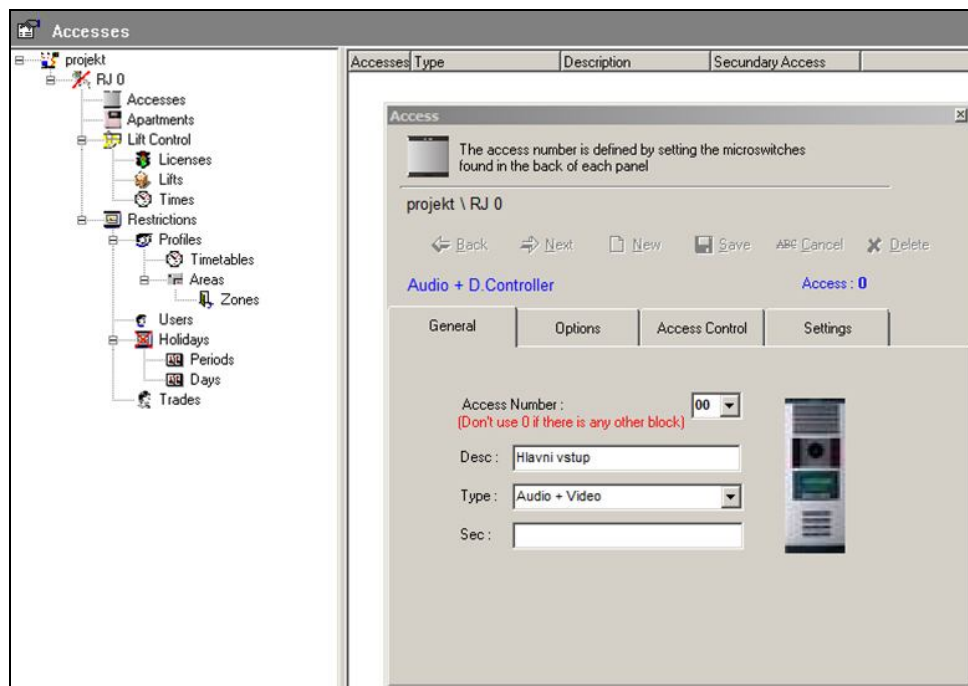 Accesses
projekt
RJ 0
Accesses
Apartments
Lift Control
Licenses
Lifts
Times
Restrictions
Profiles
Timetables
Areas
Zones
Users
Holidays
Periods
Days
Trades
Accesses Type Description Secundary Access
Access
The access number is defined by setting the microswitches
found in the back of each panel
projekt \ RJ 0
Back Next New Save ABC Cancel Delete
Audio + D.Controller Access : 0
General Options Access Control Settings
Access Number : 00
(Don't use 0 if there is any other block)
Desc : Hlavni vstup
Type : Audio + Video
Sec :